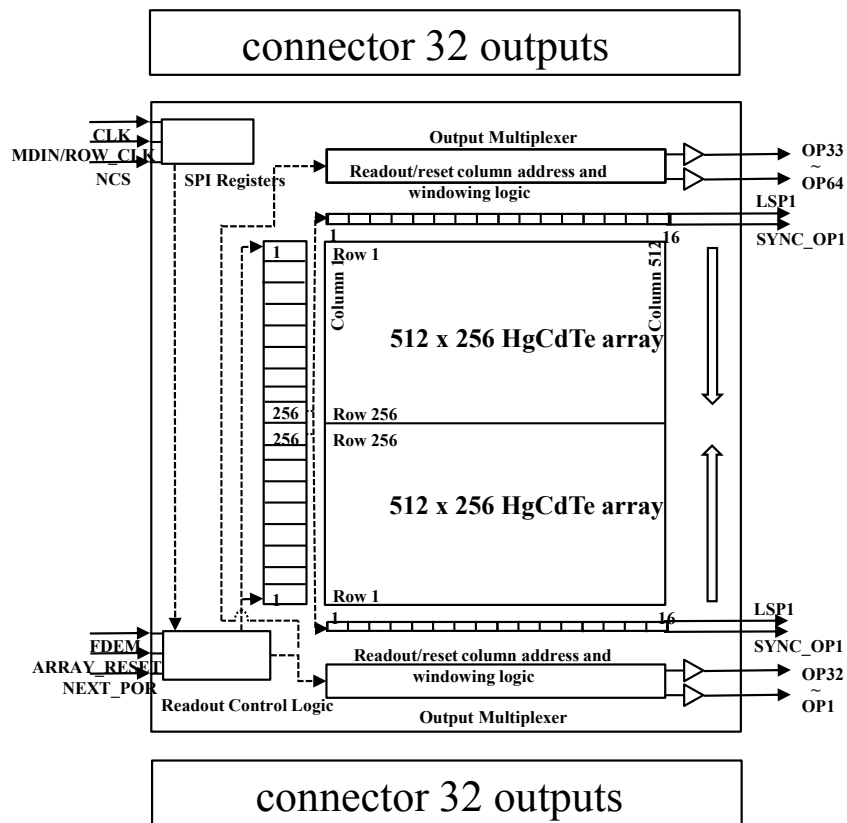 connector 32 outputs
CLK
MDIN/ROW_CLK
NCS
SPI Registers
Output Multiplexer
Readout/reset column address and
windowing logic
OP33
~
OP64
LSP1
SYNC_OP1
1
16
1
Row 1
Column 1
Column 512
512 x 256 HgCdTe array
256
Row 256
256
Row 256
512 x 256 HgCdTe array
1
Row 1
1
16
LSP1
SYNC_OP1
FDEM
ARRAY_RESET
NEXT_POR
Readout Control Logic
Readout/reset column address and
windowing logic
Output Multiplexer
OP32
~
OP1
connector 32 outputs